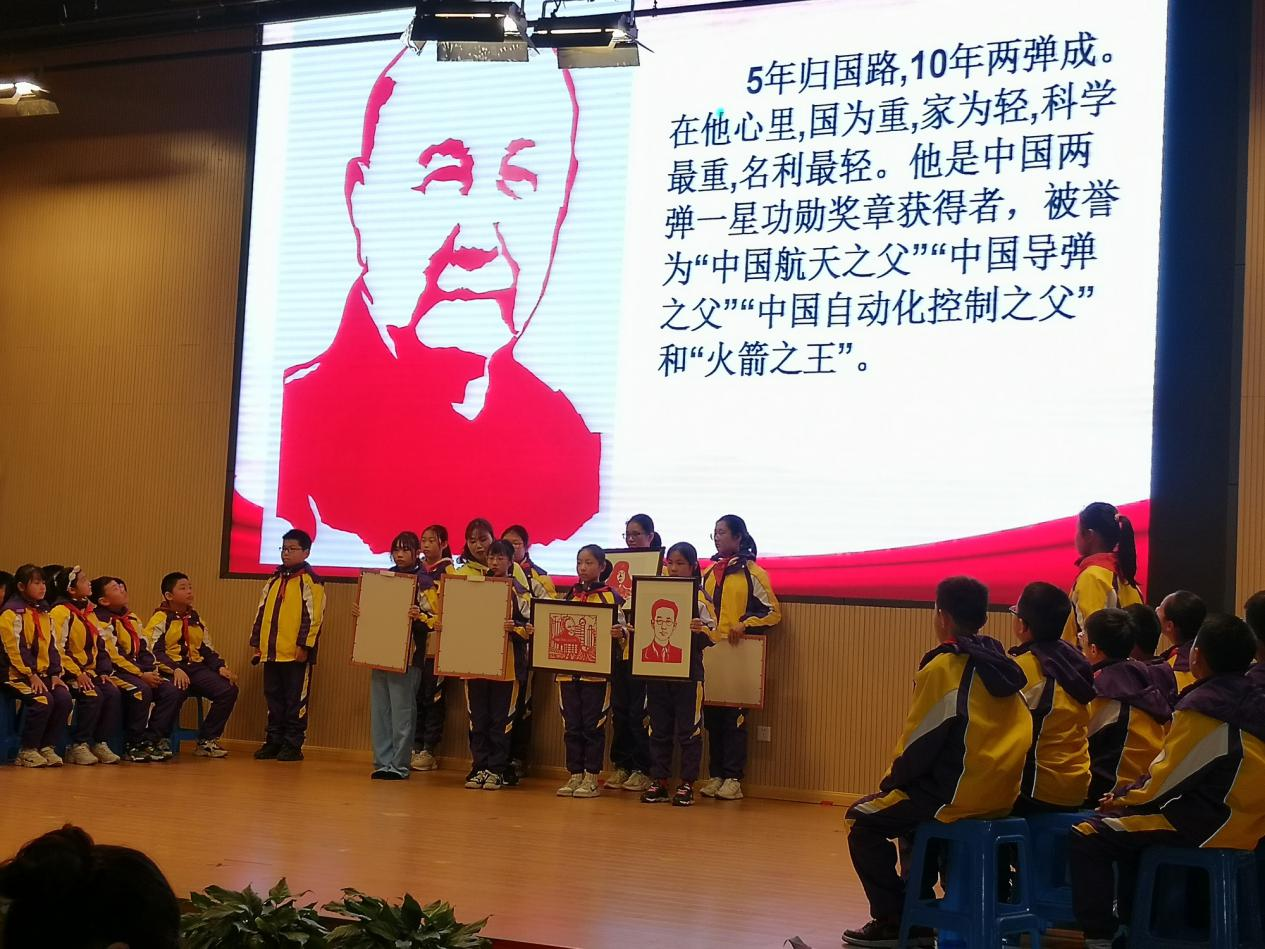 5年归国路,10年两弹成。
在他心里,国为重,家为轻,科学
最重,名利最轻。他是中国两
弹一星功勋奖章获得者，被誉
为“中国航天之父”“中国导弹
之父”“中国自动化控制之父”
和“火箭之王”。